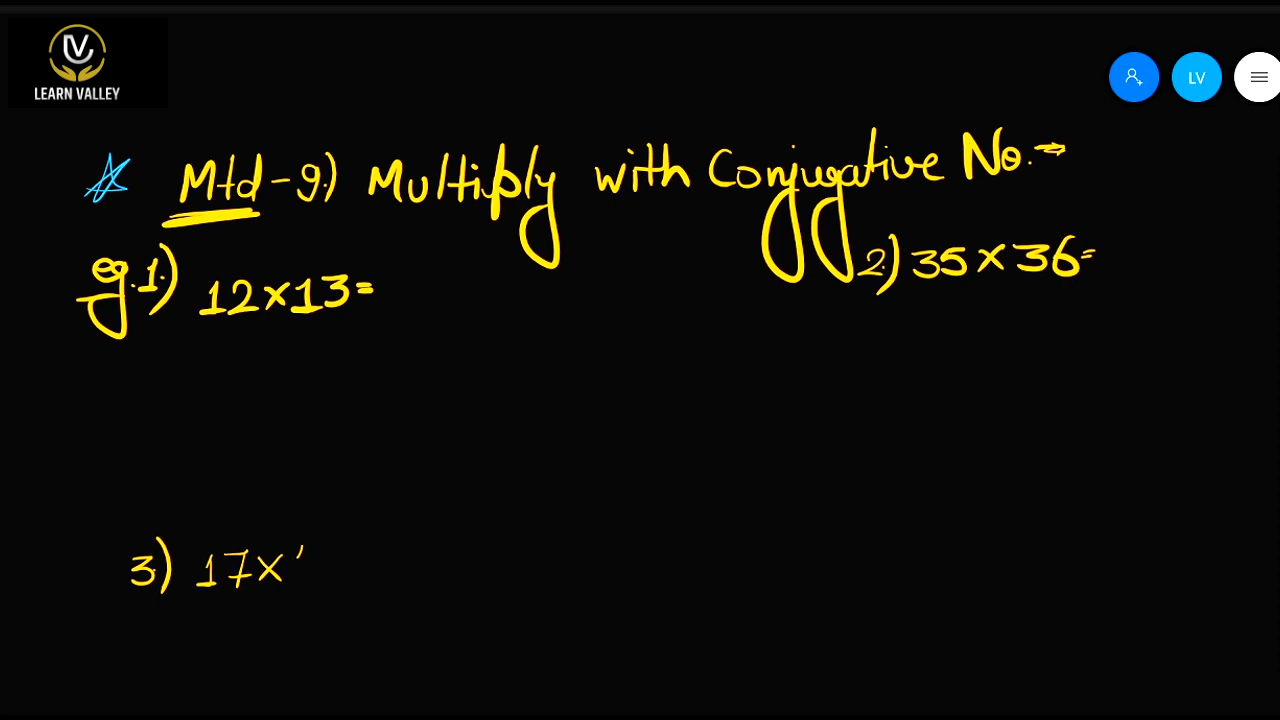 LEARN VALLEY
LV
Mtd-9.) Multiply with Conjugative No.→
eg.1.) 12×13=
2.) 35×36=
3.) 17×'